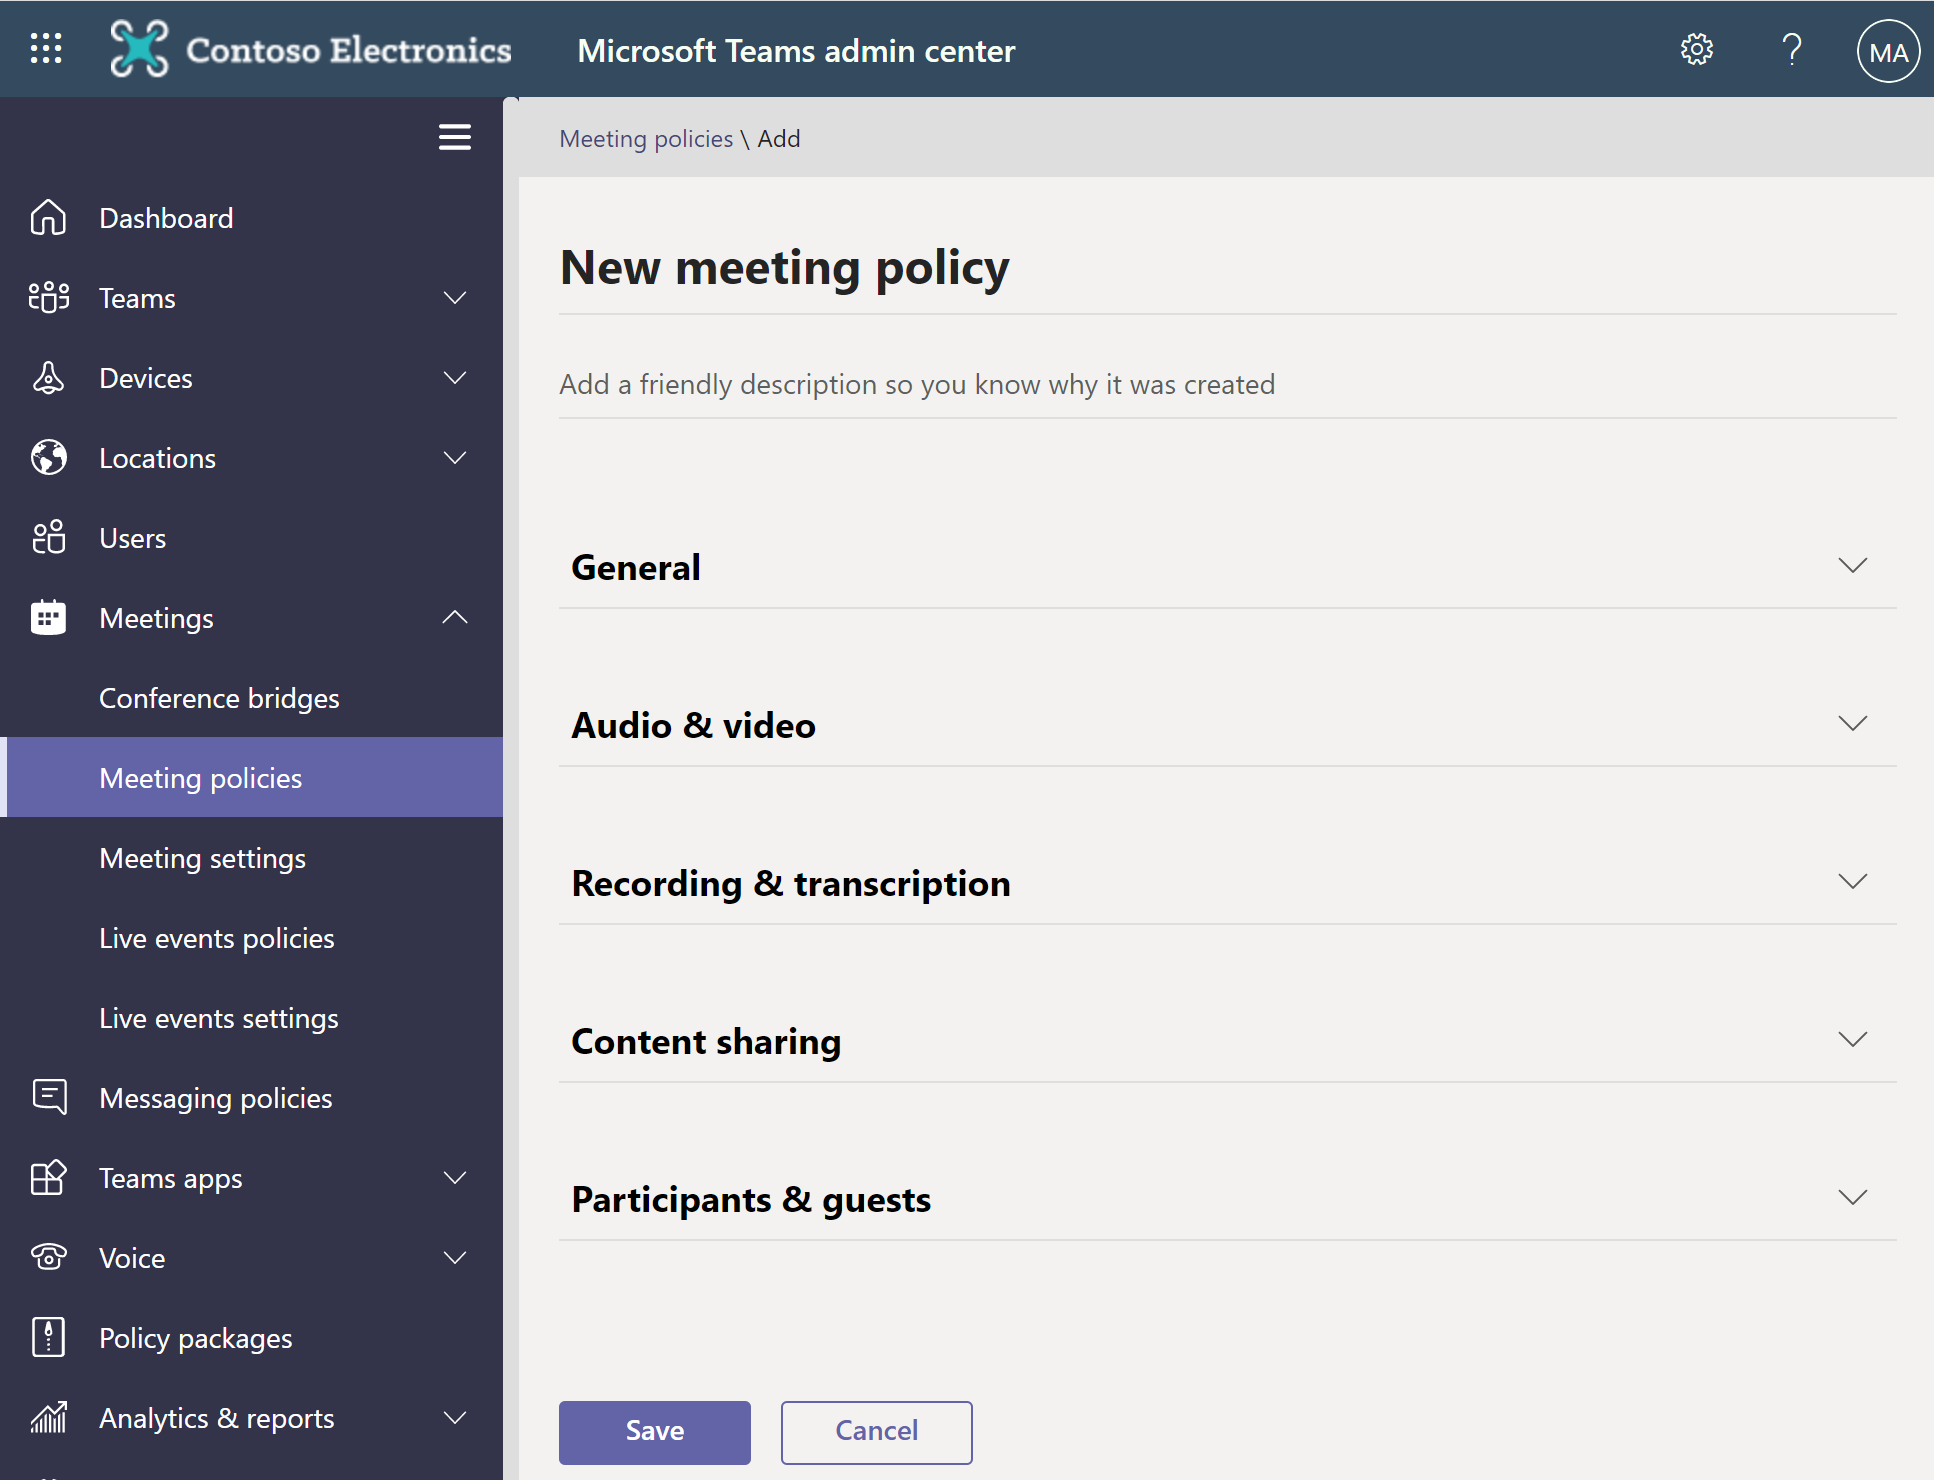 Contoso Electronics
Microsoft Teams admin center
?
MA
Meeting policies \ Add
Dashboard
Teams
Devices
Locations
Users
Meetings
Conference bridges
Meeting policies
Meeting settings
Live events policies
Live events settings
Messaging policies
Teams apps
Voice
Policy packages
Analytics & reports
New meeting policy
Add a friendly description so you know why it was created
General
Audio & video
Recording & transcription
Content sharing
Participants & guests
Save
Cancel